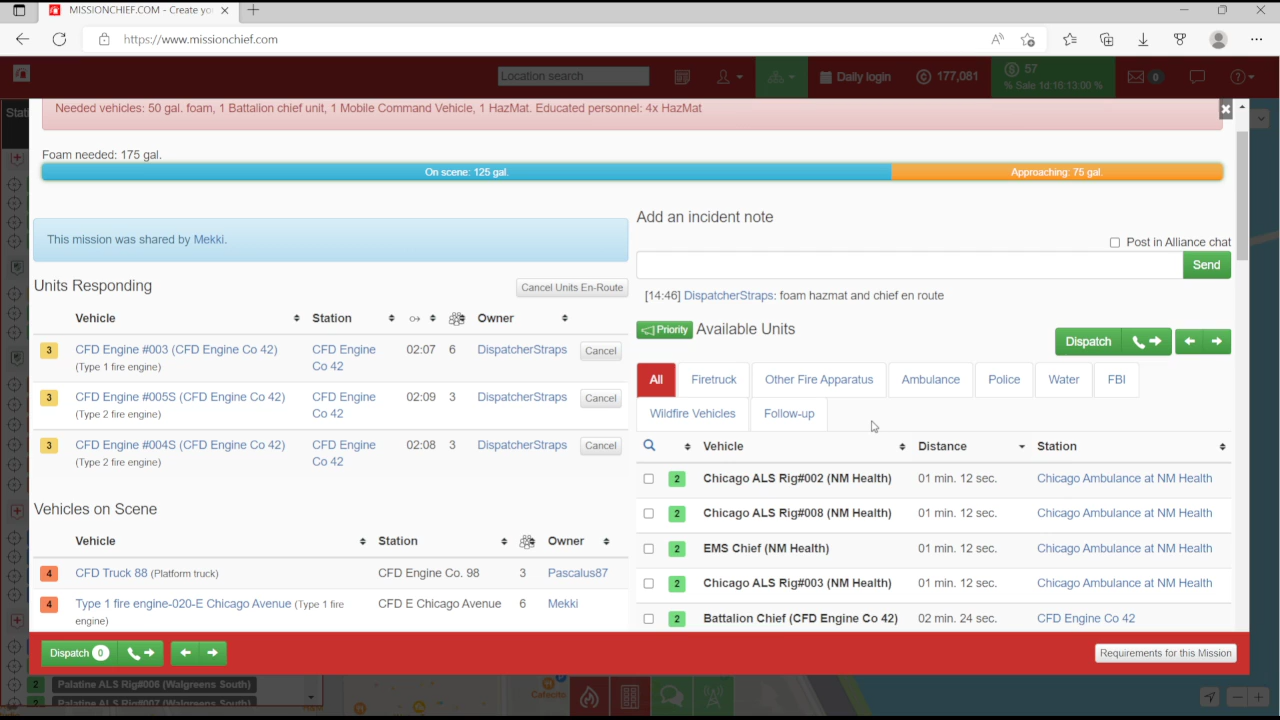 MISSIONCHIEF.COM - Create yo
https://www.missionchief.com
Location search
Daily login
177,081
57
% Sale 1d:16:13:00 %
0
Stati
Needed vehicles: 50 gal. foam, 1 Battalion chief unit, 1 Mobile Command Vehicle, 1 HazMat. Educated personnel: 4x HazMat
Foam needed: 175 gal.
On scene: 125 gal.
Approaching: 75 gal.
This mission was shared by Mekki.
Units Responding
Cancel Units En-Route
Vehicle Station Owner
3 CFD Engine #003 (CFD Engine Co 42) CFD Engine 02:07 6 DispatcherStraps Cancel
(Type 1 fire engine) Co 42
3 CFD Engine #005S (CFD Engine Co 42) CFD Engine 02:09 3 DispatcherStraps Cancel
(Type 2 fire engine) Co 42
3 CFD Engine #004S (CFD Engine Co 42) CFD Engine 02:08 3 DispatcherStraps Cancel
(Type 2 fire engine) Co 42
Vehicles on Scene
Vehicle Station Owner
4 CFD Truck 88 (Platform truck) CFD Engine Co. 98 3 Pascalus87
4 Type 1 fire engine-020-E Chicago Avenue (Type 1 fire CFD E Chicago Avenue 6 Mekki
engine)
Add an incident note
Post in Alliance chat
Send
[14:46] DispatcherStraps: foam hazmat and chief en route
Priority Available Units
Dispatch
All Firetruck Other Fire Apparatus Ambulance Police Water FBI
Wildfire Vehicles Follow-up
Vehicle Distance Station
2 Chicago ALS Rig#002 (NM Health) 01 min. 12 sec. Chicago Ambulance at NM Health
2 Chicago ALS Rig#008 (NM Health) 01 min. 12 sec. Chicago Ambulance at NM Health
2 EMS Chief (NM Health) 01 min. 12 sec. Chicago Ambulance at NM Health
2 Chicago ALS Rig#003 (NM Health) 01 min. 12 sec. Chicago Ambulance at NM Health
2 Battalion Chief (CFD Engine Co 42) 02 min. 24 sec. CFD Engine Co 42
Dispatch 0
Requirements for this Mission
2 Palatine ALS Rig#006 (Walgreens South)
2 Palatine ALS Rig#007 (Walgreens South)